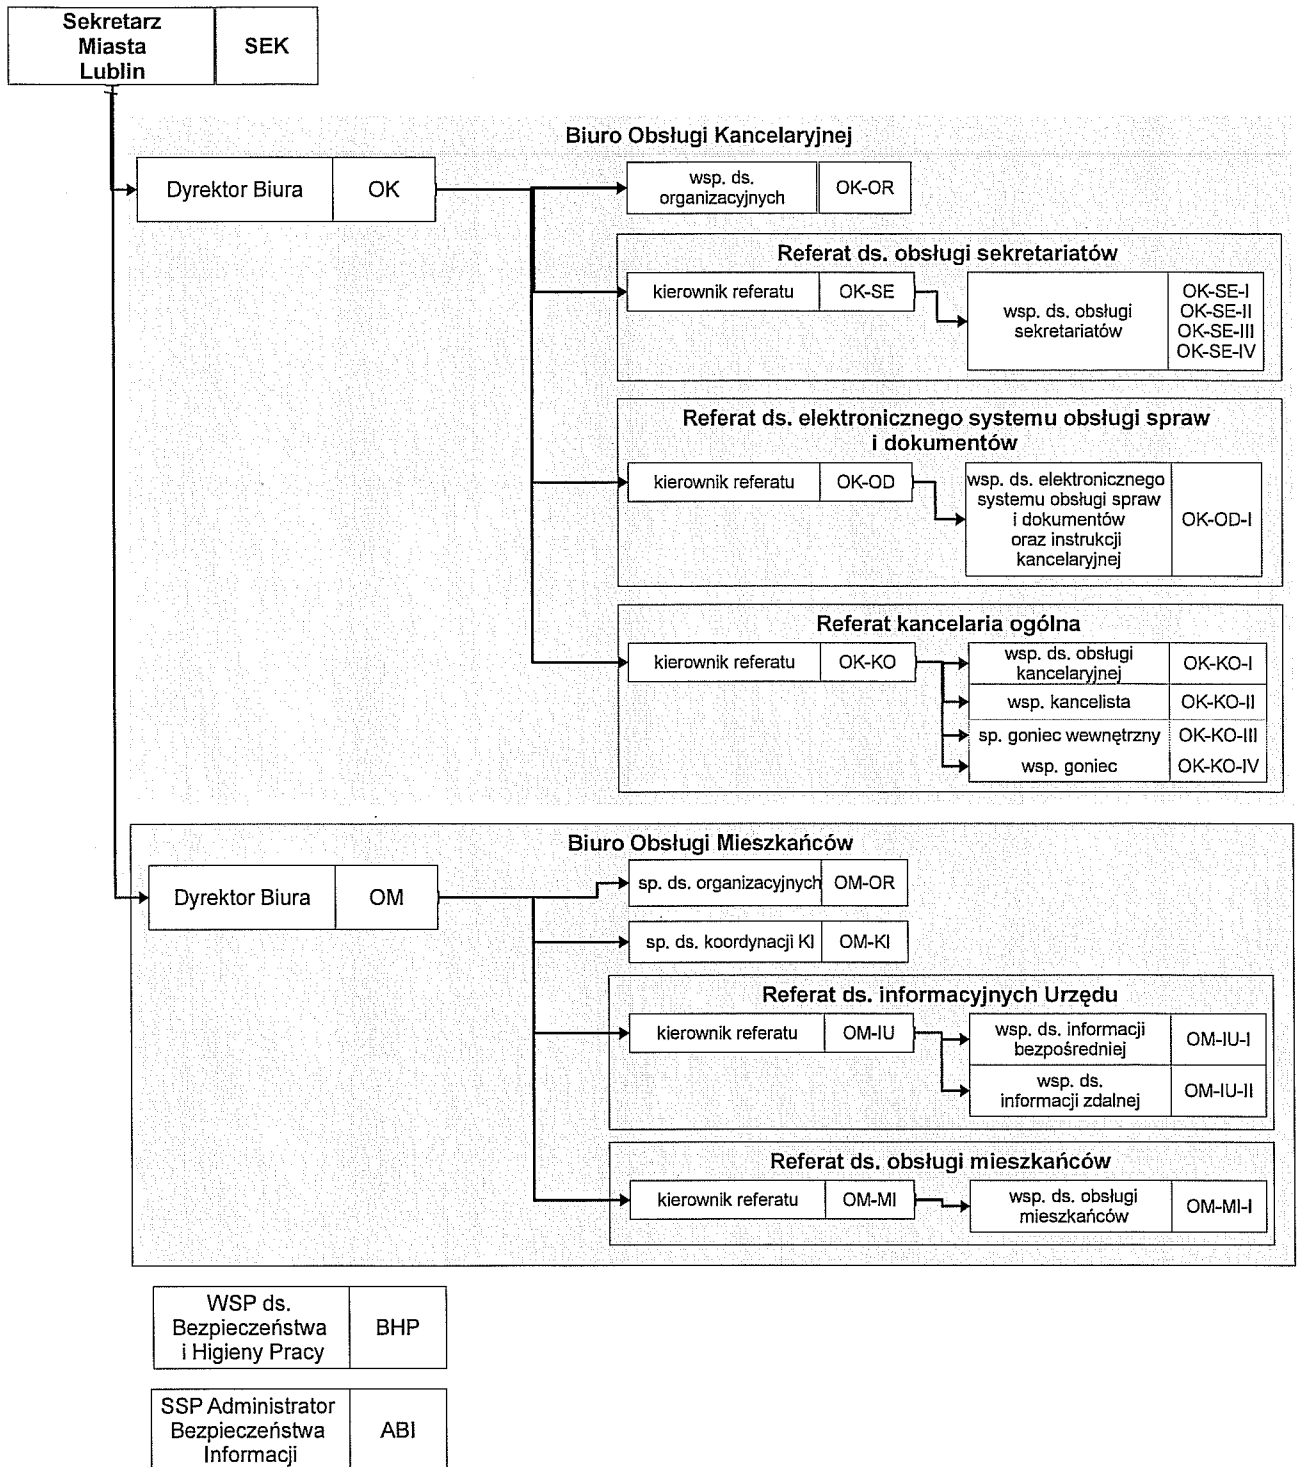 Sekretarz
Miasta
Lublin
SEK
Biuro Obsługi Kancelaryjnej
Dyrektor Biura
OK
wsp. ds.
organizacyjnych
OK-OR
Referat ds. obsługi sekretariatów
kierownik referatu
OK-SE
wsp. ds. obsługi
sekretariatów
OK-SE-I
OK-SE-II
OK-SE-III
OK-SE-IV
Referat ds. elektronicznego systemu obsługi spraw
i dokumentów
kierownik referatu
OK-OD
wsp. ds. elektronicznego
systemu obsługi spraw
i dokumentów
oraz instrukcji
kancelaryjnej
OK-OD-I
Referat kancelaria ogólna
kierownik referatu
OK-KO
wsp. ds. obsługi
kancelaryjnej
OK-KO-I
wsp. kancelista
OK-KO-II
sp. goniec wewnętrzny
OK-KO-III
wsp. goniec
OK-KO-IV
Biuro Obsługi Mieszkańców
Dyrektor Biura
OM
sp. ds. organizacyjnych
OM-OR
sp. ds. koordynacji KI
OM-KI
Referat ds. informacyjnych Urzędu
kierownik referatu
OM-IU
wsp. ds. informacji
bezpośredniej
OM-IU-I
wsp. ds.
informacji zdalnej
OM-IU-II
Referat ds. obsługi mieszkańców
kierownik referatu
OM-MI
wsp. ds. obsługi
mieszkańców
OM-MI-I
WSP ds.
Bezpieczeństwa
i Higieny Pracy
BHP
SSP Administrator
Bezpieczeństwa
Informacji
ABI